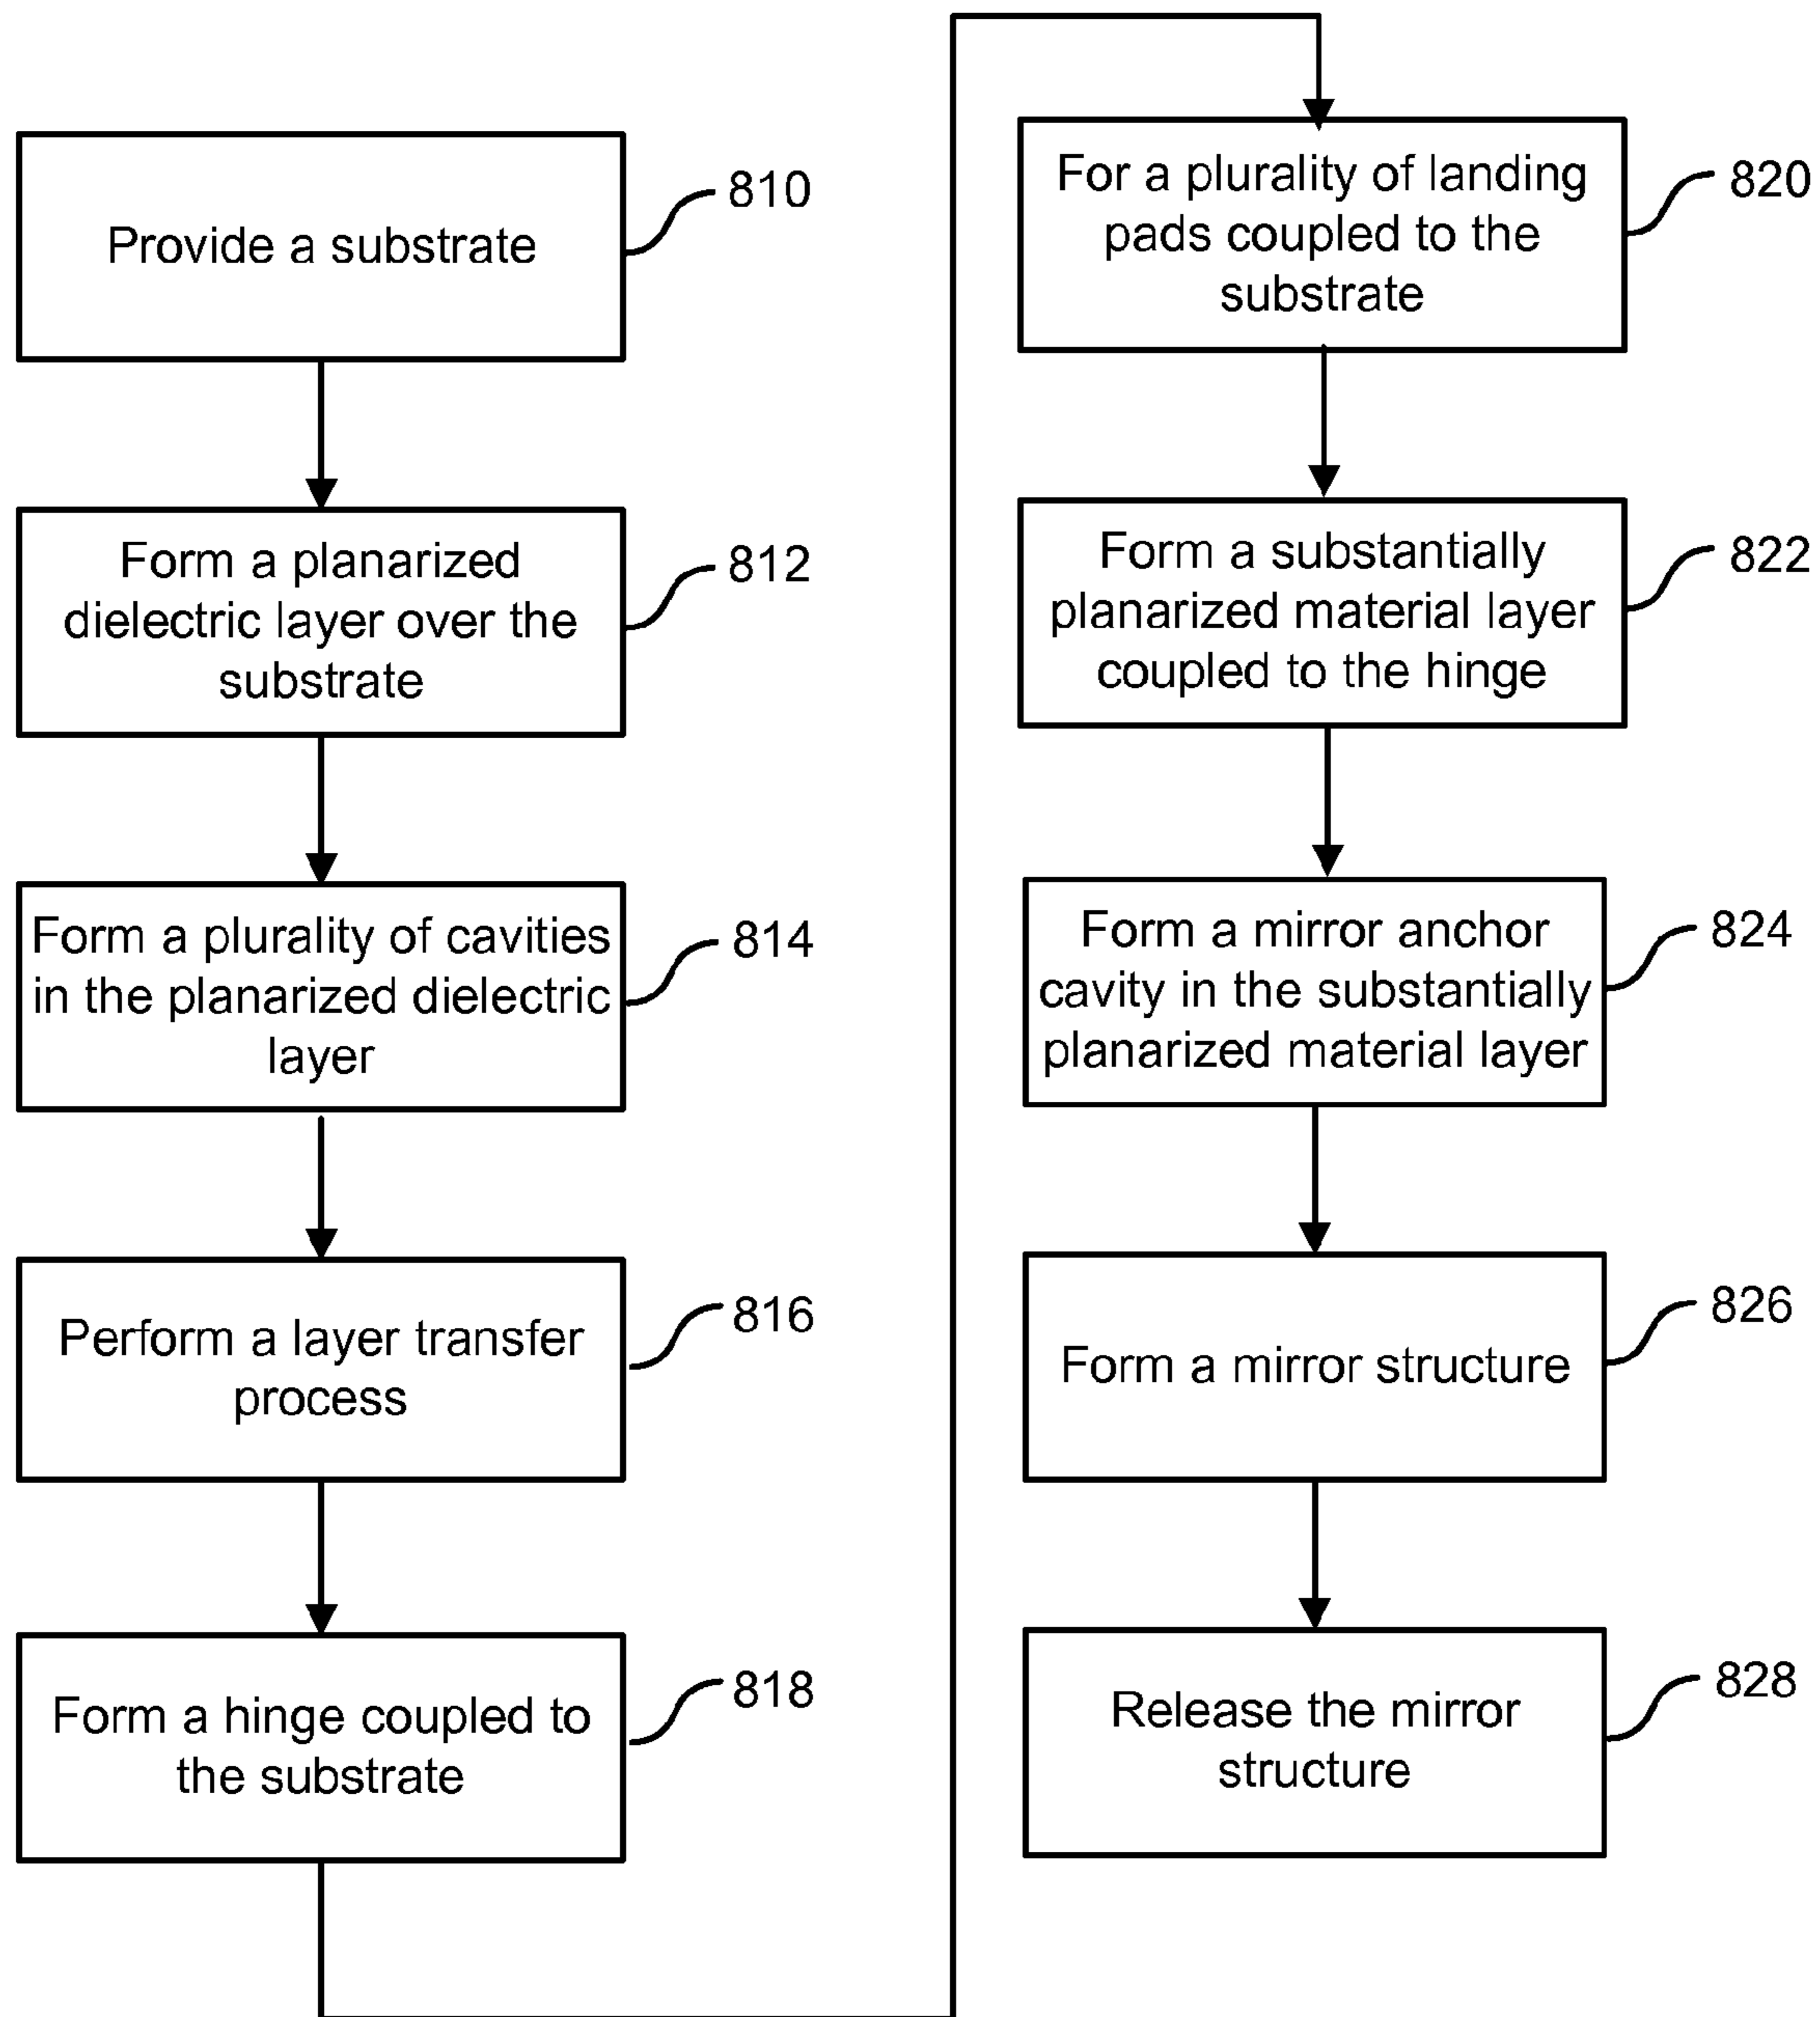 Provide a substrate
810
Form a planarized
dielectric layer over the
substrate
812
Form a plurality of cavities
in the planarized dielectric
layer
814
Perform a layer transfer
process
816
Form a hinge coupled to
the substrate
818
For a plurality of landing
pads coupled to the
substrate
820
Form a substantially
planarized material layer
coupled to the hinge
822
Form a mirror anchor
cavity in the substantially
planarized material layer
824
Form a mirror structure
826
Release the mirror
structure
828